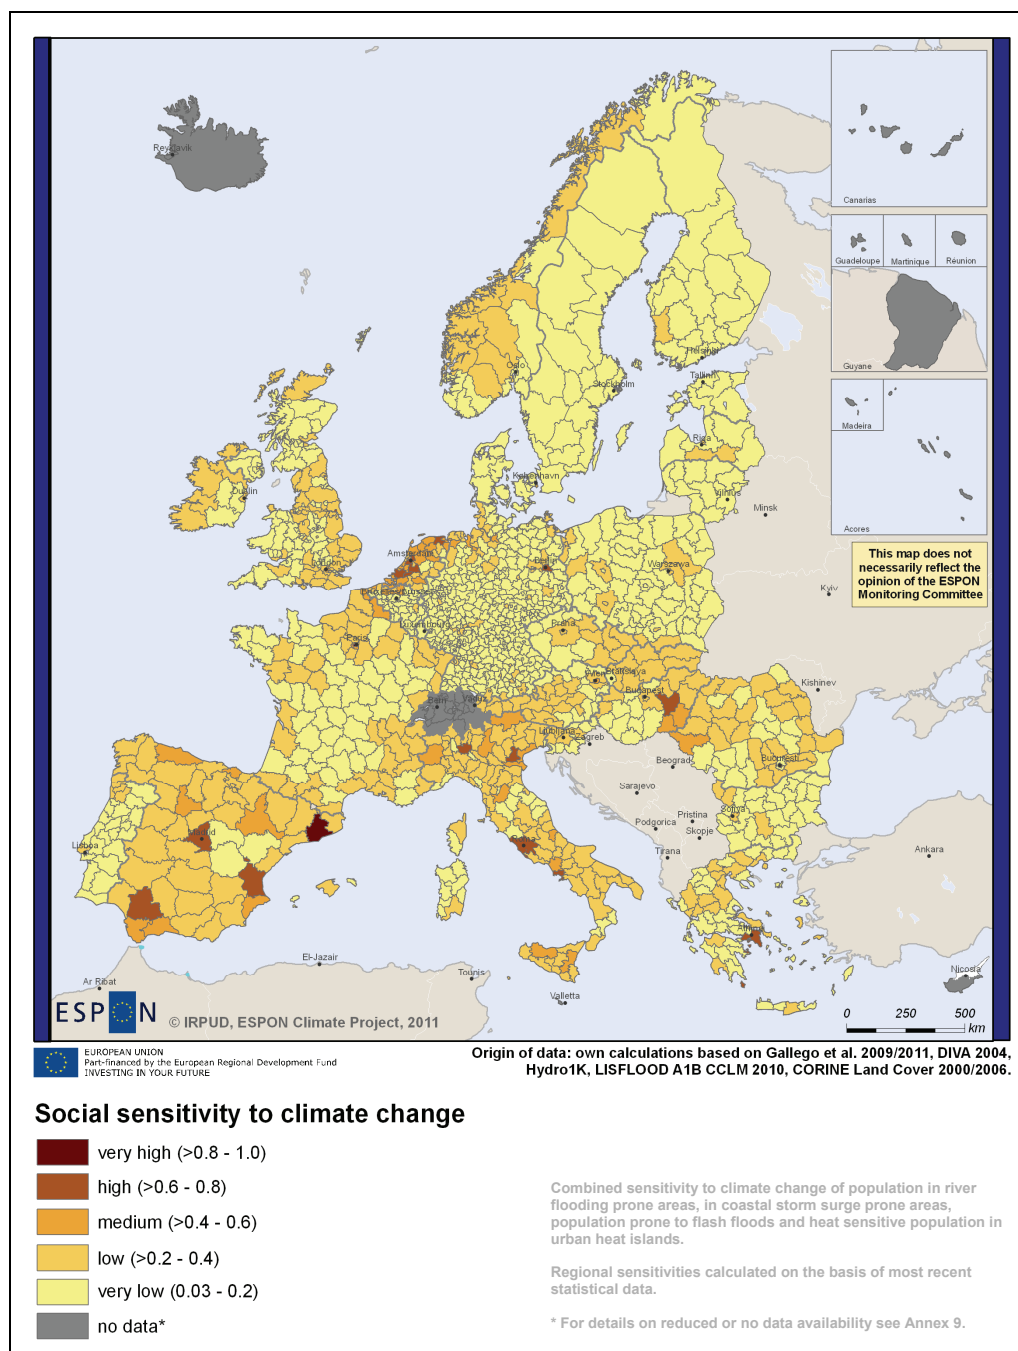 Reykjavik
Canarias
Guadeloupe
Martinique
Réunion
Guyane
Madeira
Acores
This map does not
necessarily reflect the
opinion of the ESPON
Monitoring Committee
Oslo
Helsinki
Tallinn
Stockholm
Riga
København
Vilnius
Minsk
Dublin
London
Amsterdam
Berlin
Warszawa
Kyiv
Luxembourg
Paris
Praha
Wien
Bratislava
Budapest
Kishinev
Bern
Vaduz
Ljubljana
Zagreb
Beograd
Bucuresti
Sarajevo
Pristina
Podgorica
Skopje
Sofiya
Tirana
Ankara
Madrid
Lisboa
Roma
Athina
El-Jazair
Tounis
Ar Ribat
Valletta
Nicosia
ESPON
© IRPUD, ESPON Climate Project, 2011
0 250 500
km
EUROPEAN UNION
Part-financed by the European Regional Development Fund
INVESTING IN YOUR FUTURE
Origin of data: own calculations based on Gallego et al. 2009/2011, DIVA 2004,
Hydro1K, LISFLOOD A1B CCLM 2010, CORINE Land Cover 2000/2006.
Social sensitivity to climate change
very high (>0.8 - 1.0)
high (>0.6 - 0.8)
medium (>0.4 - 0.6)
low (>0.2 - 0.4)
very low (0.03 - 0.2)
no data*
Combined sensitivity to climate change of population in river
flooding prone areas, in coastal storm surge prone areas,
population prone to flash floods and heat sensitive population in
urban heat islands.
Regional sensitivities calculated on the basis of most recent
statistical data.
* For details on reduced or no data availability see Annex 9.